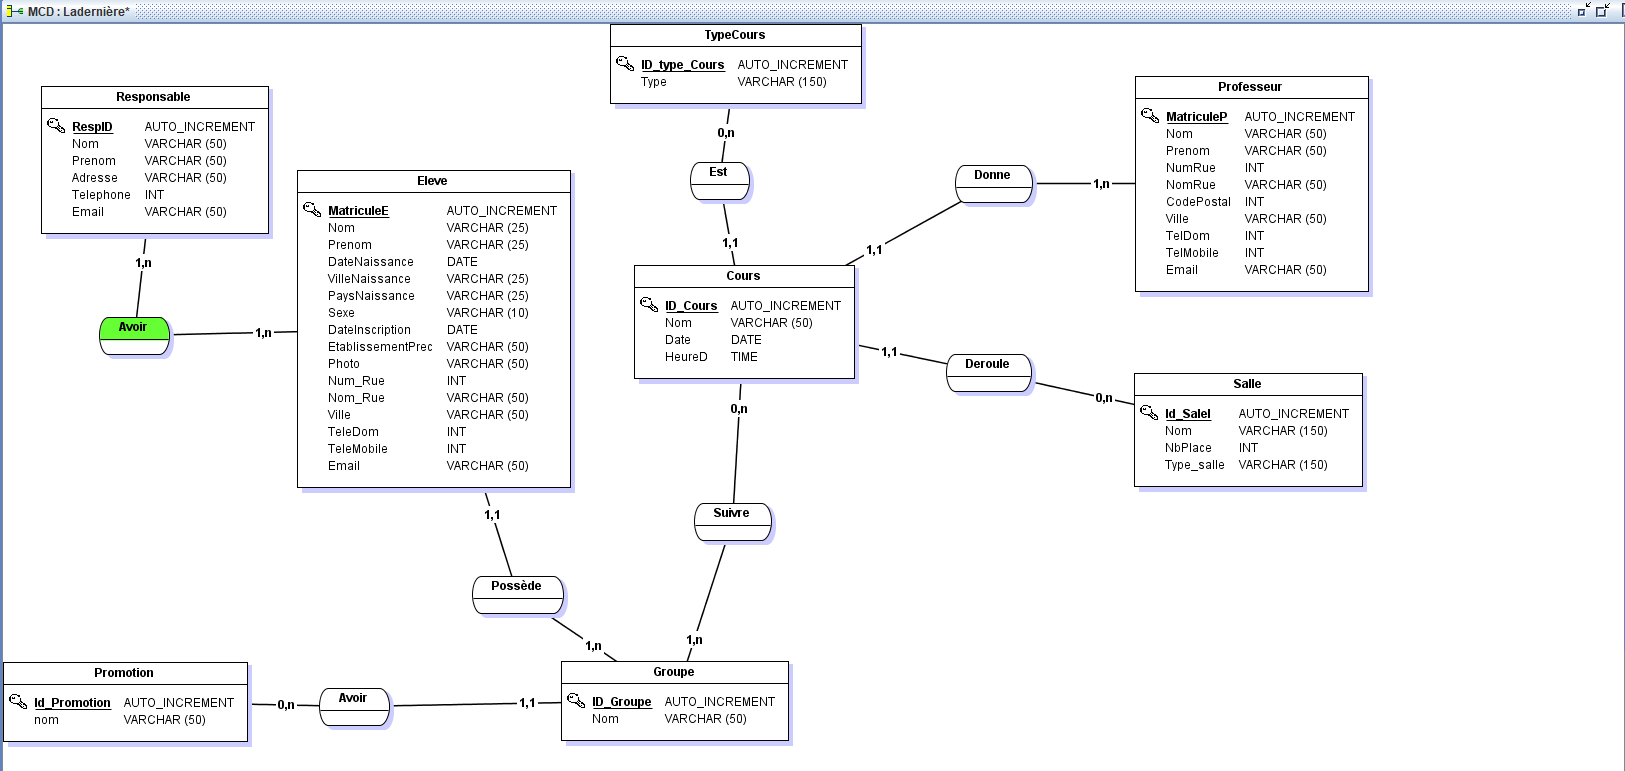 MCD : Ladernière*
TypeCours
ID_type_Cours AUTO_INCREMENT
Type VARCHAR (150)
Responsable
RespID AUTO_INCREMENT
Nom VARCHAR (50)
Prenom VARCHAR (50)
Adresse VARCHAR (50)
Telephone INT
Email VARCHAR (50)
Professeur
MatriculeP AUTO_INCREMENT
Nom VARCHAR (50)
Prenom VARCHAR (50)
NumRue INT
NomRue VARCHAR (50)
CodePostal INT
Ville VARCHAR (50)
TelDom INT
TelMobile INT
Email VARCHAR (50)
0,n
Est
1,1
Donne
1,n
1,1
Eleve
MatriculeE AUTO_INCREMENT
Nom VARCHAR (25)
Prenom VARCHAR (25)
DateNaissance DATE
VilleNaissance VARCHAR (25)
PaysNaissance VARCHAR (25)
Sexe VARCHAR (10)
DateInscription DATE
EtablissementPrec VARCHAR (50)
Photo VARCHAR (50)
Num_Rue INT
Nom_Rue VARCHAR (50)
Ville VARCHAR (50)
TeleDom INT
TeleMobile INT
Email VARCHAR (50)
1,n
Avoir
1,n
Cours
ID_Cours AUTO_INCREMENT
Nom VARCHAR (50)
Date DATE
HeureD TIME
1,1
Deroule
0,n
Salle
Id_Salel AUTO_INCREMENT
Nom VARCHAR (150)
NbPlace INT
Type_salle VARCHAR (150)
0,n
Suivre
1,n
1,1
Possède
1,n
Promotion
Id_Promotion AUTO_INCREMENT
nom VARCHAR (50)
0,n
Avoir
1,1
Groupe
ID_Groupe AUTO_INCREMENT
Nom VARCHAR (50)